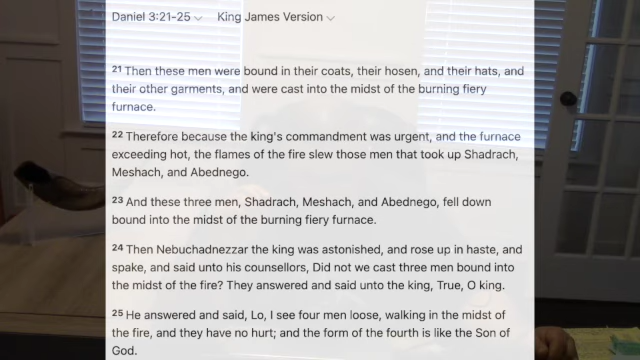 Daniel 3:21-25 King James Version
21 Then these men were bound in their coats, their hosen, and their hats, and
their other garments, and were cast into the midst of the burning fiery
furnace.
22 Therefore because the king's commandment was urgent, and the furnace
exceeding hot, the flames of the fire slew those men that took up Shadrach,
Meshach, and Abednego.
23 And these three men, Shadrach, Meshach, and Abednego, fell down
bound into the midst of the burning fiery furnace.
24 Then Nebuchadnezzar the king was astonished, and rose up in haste, and
spake, and said unto his counsellors, Did not we cast three men bound into
the midst of the fire? They answered and said unto the king, True, O king.
25 He answered and said, Lo, I see four men loose, walking in the midst of
the fire, and they have no hurt; and the form of the fourth is like the Son of
God.